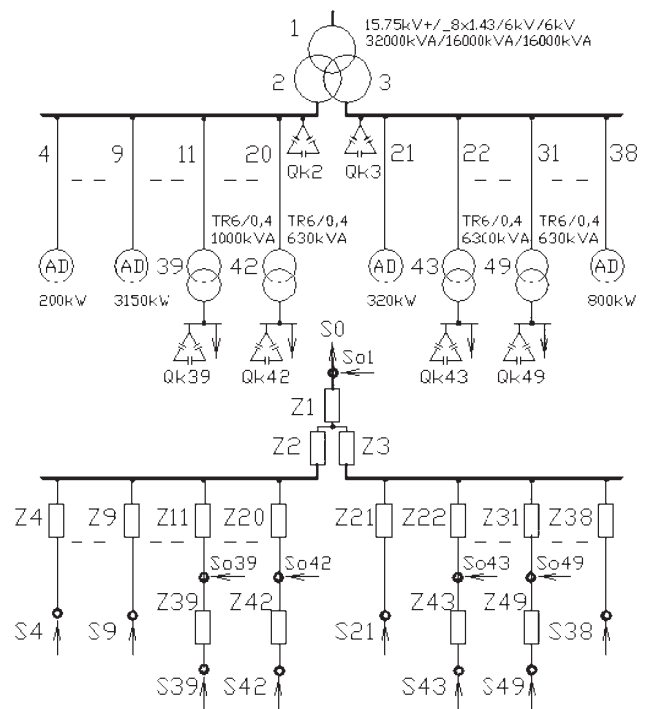 1
15.75kV+/_8x1.43/6kV/6kV
32000kVA/16000kVA/16000kVA
2 3
4 9 11 20 21 22 31 38
Qk2 Qk3
TR6/0,4 TR6/0,4 TR6/0,4 TR6/0,4
1000kVA 630kVA 6300kVA 630kVA
AD AD 39 42 AD 43 49 AD
200kW 3150kW 320kW 800kW
Qk39 Qk42 Qk43 Qk49
S0
So1
Z1
Z2 Z3
Z4 Z9 Z11 Z20 Z21 Z22 Z31 Z38
So39 So42 So43 So49
Z39 Z42 Z43 Z49
S4 S9 S21 S38
S39 S42 S43 S49